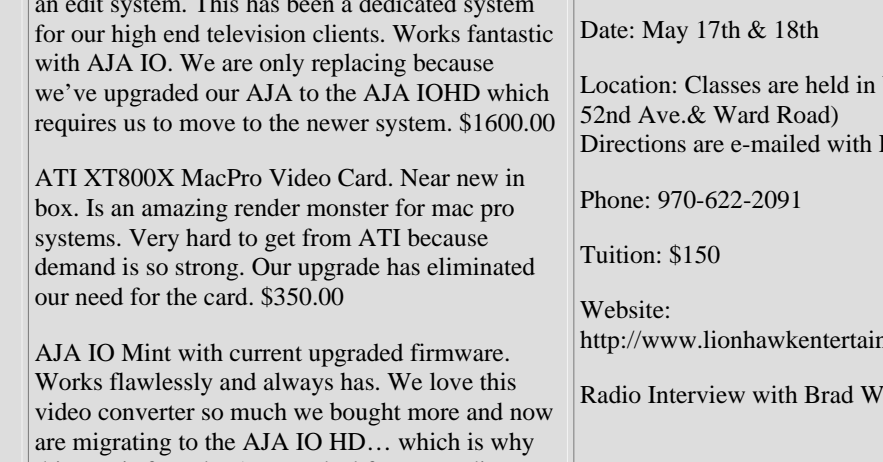 an edit system. This has been a dedicated system
for our high end television clients. Works fantastic
with AJA IO. We are only replacing because
we’ve upgraded our AJA to the AJA IOHD which
requires us to move to the newer system. $1600.00
ATI XT800X MacPro Video Card. Near new in
box. Is an amazing render monster for mac pro
systems. Very hard to get from ATI because
demand is so strong. Our upgrade has eliminated
our need for the card. $350.00
AJA IO Mint with current upgraded firmware.
Works flawlessly and always has. We love this
video converter so much we bought more and now
are migrating to the AJA IO HD… which is why
Date: May 17th & 18th
Location: Classes are held in
52nd Ave.& Ward Road)
Directions are e-mailed with
Phone: 970-622-2091
Tuition: $150
Website:
http://www.lionhawkentertain
Radio Interview with Brad W